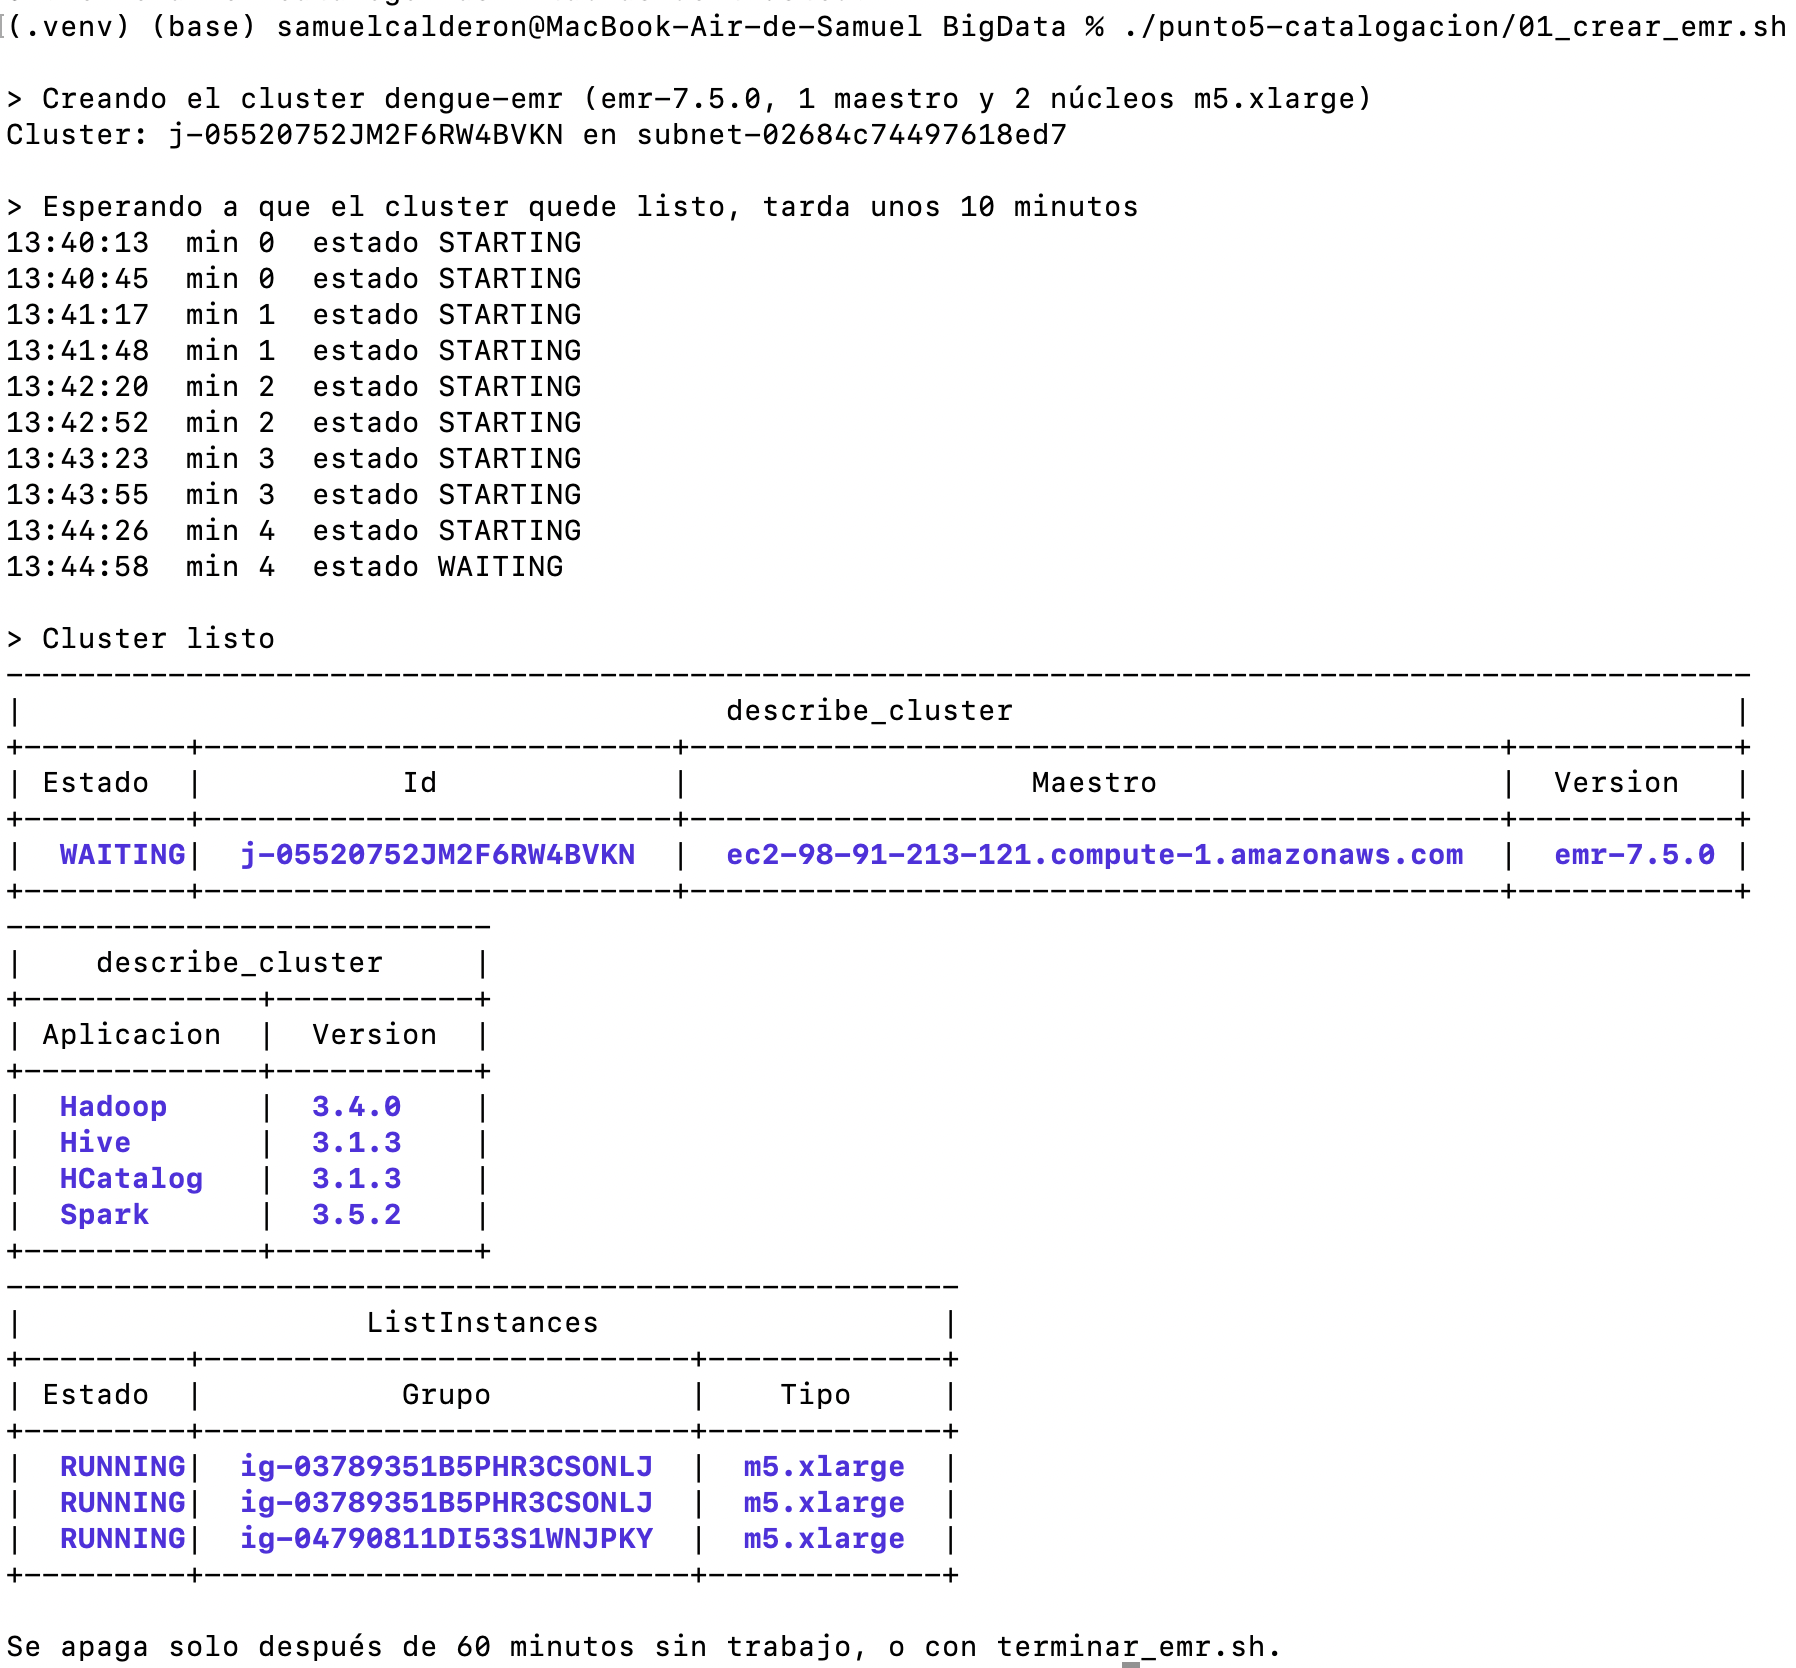 (.venv) (base) samuelcalderon@MacBook-Air-de-Samuel BigData % ./punto5-catalogacion/01_crear_emr.sh
> Creando el cluster dengue-emr (emr-7.5.0, 1 maestro y 2 núcleos m5.xlarge)
Cluster: j-05520752JM2F6RW4BVKN en subnet-02684c74497618ed7
> Esperando a que el cluster quede listo, tarda unos 10 minutos
13:40:13  min 0  estado STARTING
13:40:45  min 0  estado STARTING
13:41:17  min 1  estado STARTING
13:41:48  min 1  estado STARTING
13:42:20  min 2  estado STARTING
13:42:52  min 2  estado STARTING
13:43:23  min 3  estado STARTING
13:43:55  min 3  estado STARTING
13:44:26  min 4  estado STARTING
13:44:58  min 4  estado WAITING
> Cluster listo
-------------------------------------------------------------------------------------------------
|                                       describe_cluster                                        |
+---------+--------------------------+---------------------------------------------+------------+
| Estado  |           Id             |                   Maestro                   |  Version   |
+---------+--------------------------+---------------------------------------------+------------+
|  WAITING|  j-05520752JM2F6RW4BVKN  |  ec2-98-91-213-121.compute-1.amazonaws.com  |  emr-7.5.0 |
+---------+--------------------------+---------------------------------------------+------------+
---------------------------
|    describe_cluster     |
+-------------+-----------+
| Aplicacion  |  Version  |
+-------------+-----------+
|  Hadoop     |  3.4.0    |
|  Hive       |  3.1.3    |
|  HCatalog   |  3.1.3    |
|  Spark      |  3.5.2    |
+-------------+-----------+
-----------------------------------------------------
|                   ListInstances                   |
+---------+---------------------------+-------------+
| Estado  |           Grupo           |    Tipo     |
+---------+---------------------------+-------------+
|  RUNNING|  ig-03789351B5PHR3CSONLJ  |  m5.xlarge  |
|  RUNNING|  ig-03789351B5PHR3CSONLJ  |  m5.xlarge  |
|  RUNNING|  ig-04790811DI53S1WNJPKY  |  m5.xlarge  |
+---------+---------------------------+-------------+
Se apaga solo después de 60 minutos sin trabajo, o con terminar_emr.sh.